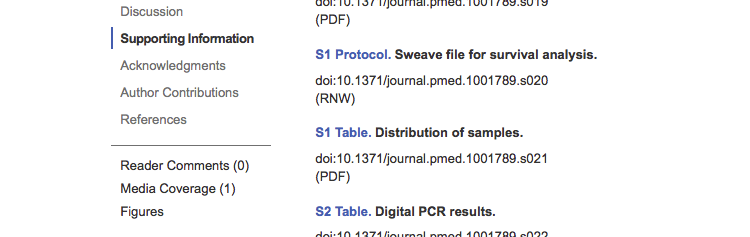 Discussion
Supporting Information
Acknowledgments
Author Contributions
References
Reader Comments (0)
Media Coverage (1)
Figures
doi:10.1371/journal.pmed.1001789.s019
(PDF)
S1 Protocol. Sweave file for survival analysis.
doi:10.1371/journal.pmed.1001789.s020
(RNW)
S1 Table. Distribution of samples.
doi:10.1371/journal.pmed.1001789.s021
(PDF)
S2 Table. Digital PCR results.
doi:10.1371/journal.pmed.1001789.s022